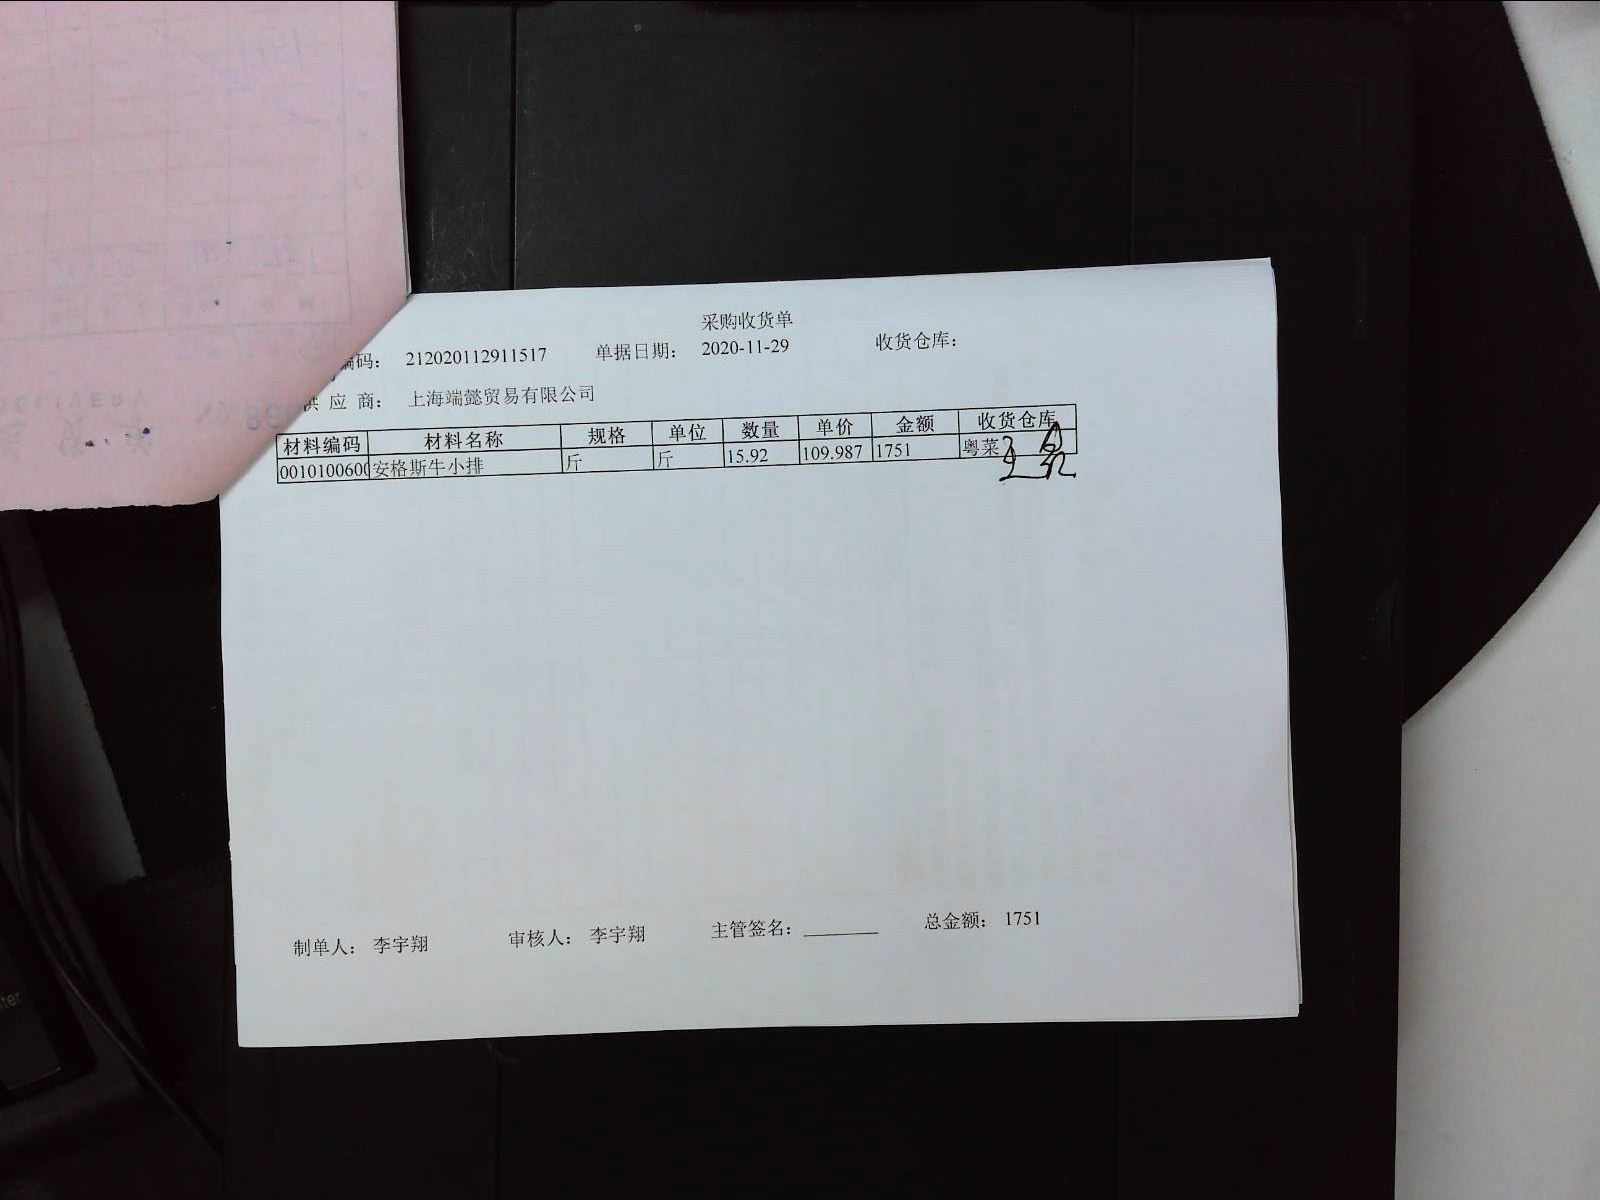 采购收货单
编码： 212020112911517 单据日期： 2020-11-29 收货仓库：
供 应 商： 上海端懿贸易有限公司
材料编码 材料名称 规格 单位 数量 单价 金额 收货仓库
0010100600 安格斯牛小排 斤 斤 15.92 109.987 1751 粤菜
制单人： 李宇翔 审核人： 李宇翔 主管签名： 总金额： 1751